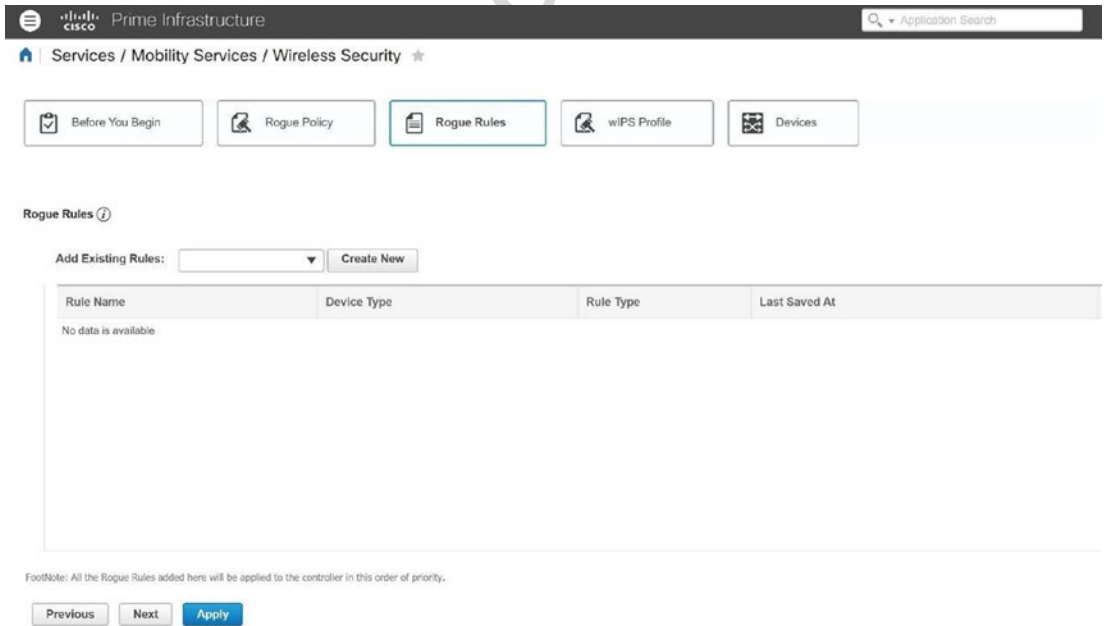 cisco Prime Infrastructure Application Search
Services / Mobility Services / Wireless Security
Before You Begin Rogue Policy Rogue Rules wIPS Profile Devices
Rogue Rules
Add Existing Rules: Create New
Rule Name Device Type Rule Type Last Saved At
No data is available
FootNote: All the Rogue Rules added here will be applied to the controller in this order of priority.
Previous Next Apply